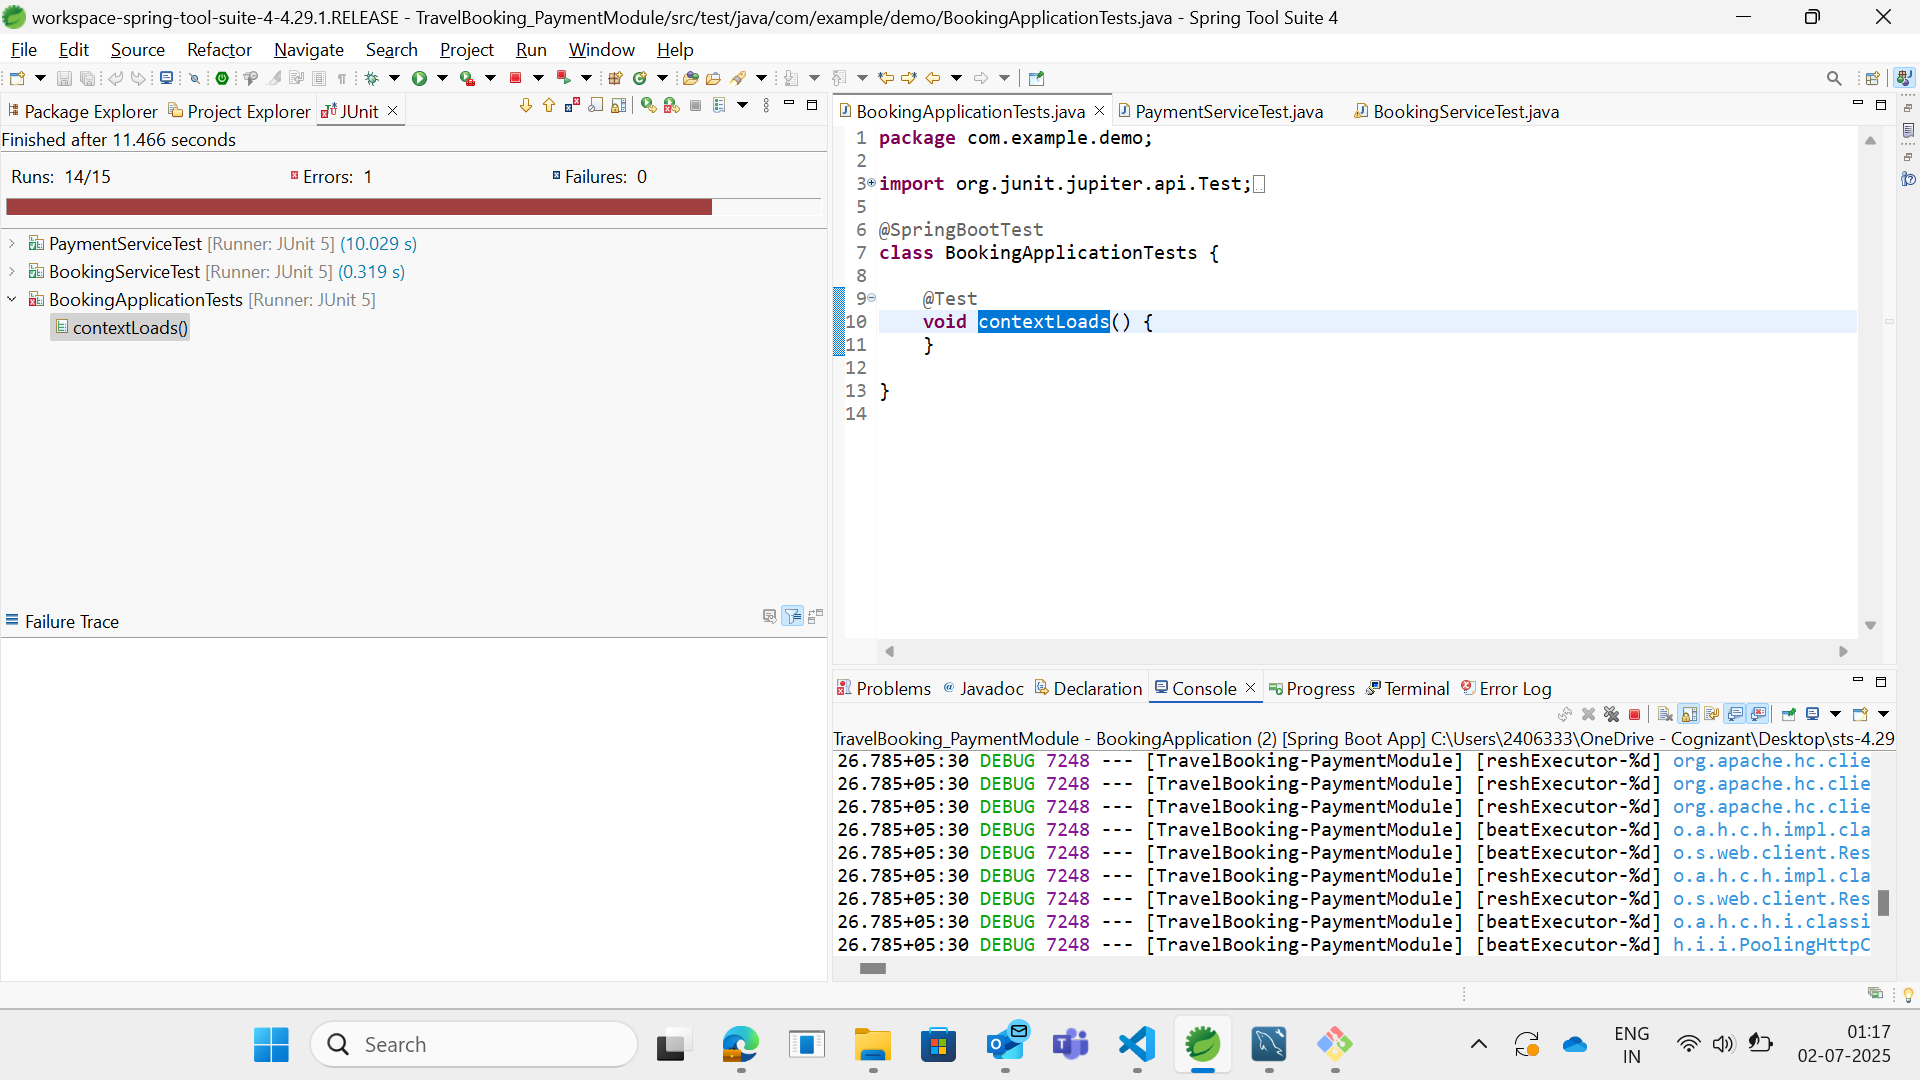 workspace-spring-tool-suite-4-4.29.1.RELEASE - TravelBooking_PaymentModule/src/test/java/com/example/demo/BookingApplicationTests.java - Spring Tool Suite 4
File Edit Source Refactor Navigate Search Project Run Window Help
Package Explorer Project Explorer JUnit
Finished after 11.466 seconds
Runs: 14/15 Errors: 1 Failures: 0
PaymentServiceTest [Runner: JUnit 5] (10.029 s)
BookingServiceTest [Runner: JUnit 5] (0.319 s)
BookingApplicationTests [Runner: JUnit 5]
contextLoads()
Failure Trace
BookingApplicationTests.java PaymentServiceTest.java BookingServiceTest.java
1 package com.example.demo;
2
3 import org.junit.jupiter.api.Test;
5
6 @SpringBootTest
7 class BookingApplicationTests {
8
9 @Test
10 void contextLoads() {
11 }
12
13 }
14
Problems Javadoc Declaration Console Progress Terminal Error Log
TravelBooking_PaymentModule - BookingApplication (2) [Spring Boot App] C:\Users\2406333\OneDrive - Cognizant\Desktop\sts-4.29
26.785+05:30 DEBUG 7248 --- [TravelBooking-PaymentModule] [reshExecutor-%d] org.apache.hc.clie
26.785+05:30 DEBUG 7248 --- [TravelBooking-PaymentModule] [reshExecutor-%d] org.apache.hc.clie
26.785+05:30 DEBUG 7248 --- [TravelBooking-PaymentModule] [reshExecutor-%d] org.apache.hc.clie
26.785+05:30 DEBUG 7248 --- [TravelBooking-PaymentModule] [beatExecutor-%d] o.a.h.c.h.impl.cla
26.785+05:30 DEBUG 7248 --- [TravelBooking-PaymentModule] [beatExecutor-%d] o.s.web.client.Res
26.785+05:30 DEBUG 7248 --- [TravelBooking-PaymentModule] [reshExecutor-%d] o.a.h.c.h.impl.cla
26.785+05:30 DEBUG 7248 --- [TravelBooking-PaymentModule] [reshExecutor-%d] o.s.web.client.Res
26.785+05:30 DEBUG 7248 --- [TravelBooking-PaymentModule] [beatExecutor-%d] o.a.h.c.h.i.classi
26.785+05:30 DEBUG 7248 --- [TravelBooking-PaymentModule] [beatExecutor-%d] h.i.i.PoolingHttpC
Search
ENG
IN
01:17
02-07-2025